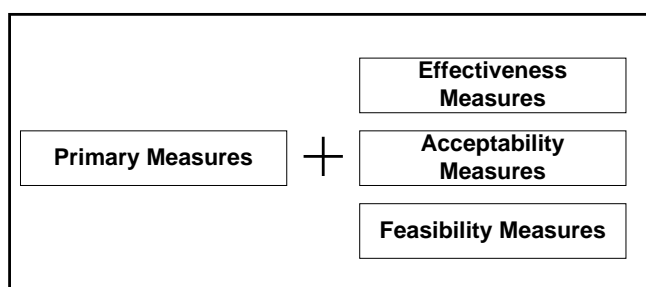 Primary Measures
+
Effectiveness
Measures
Acceptability
Measures
Feasibility Measures